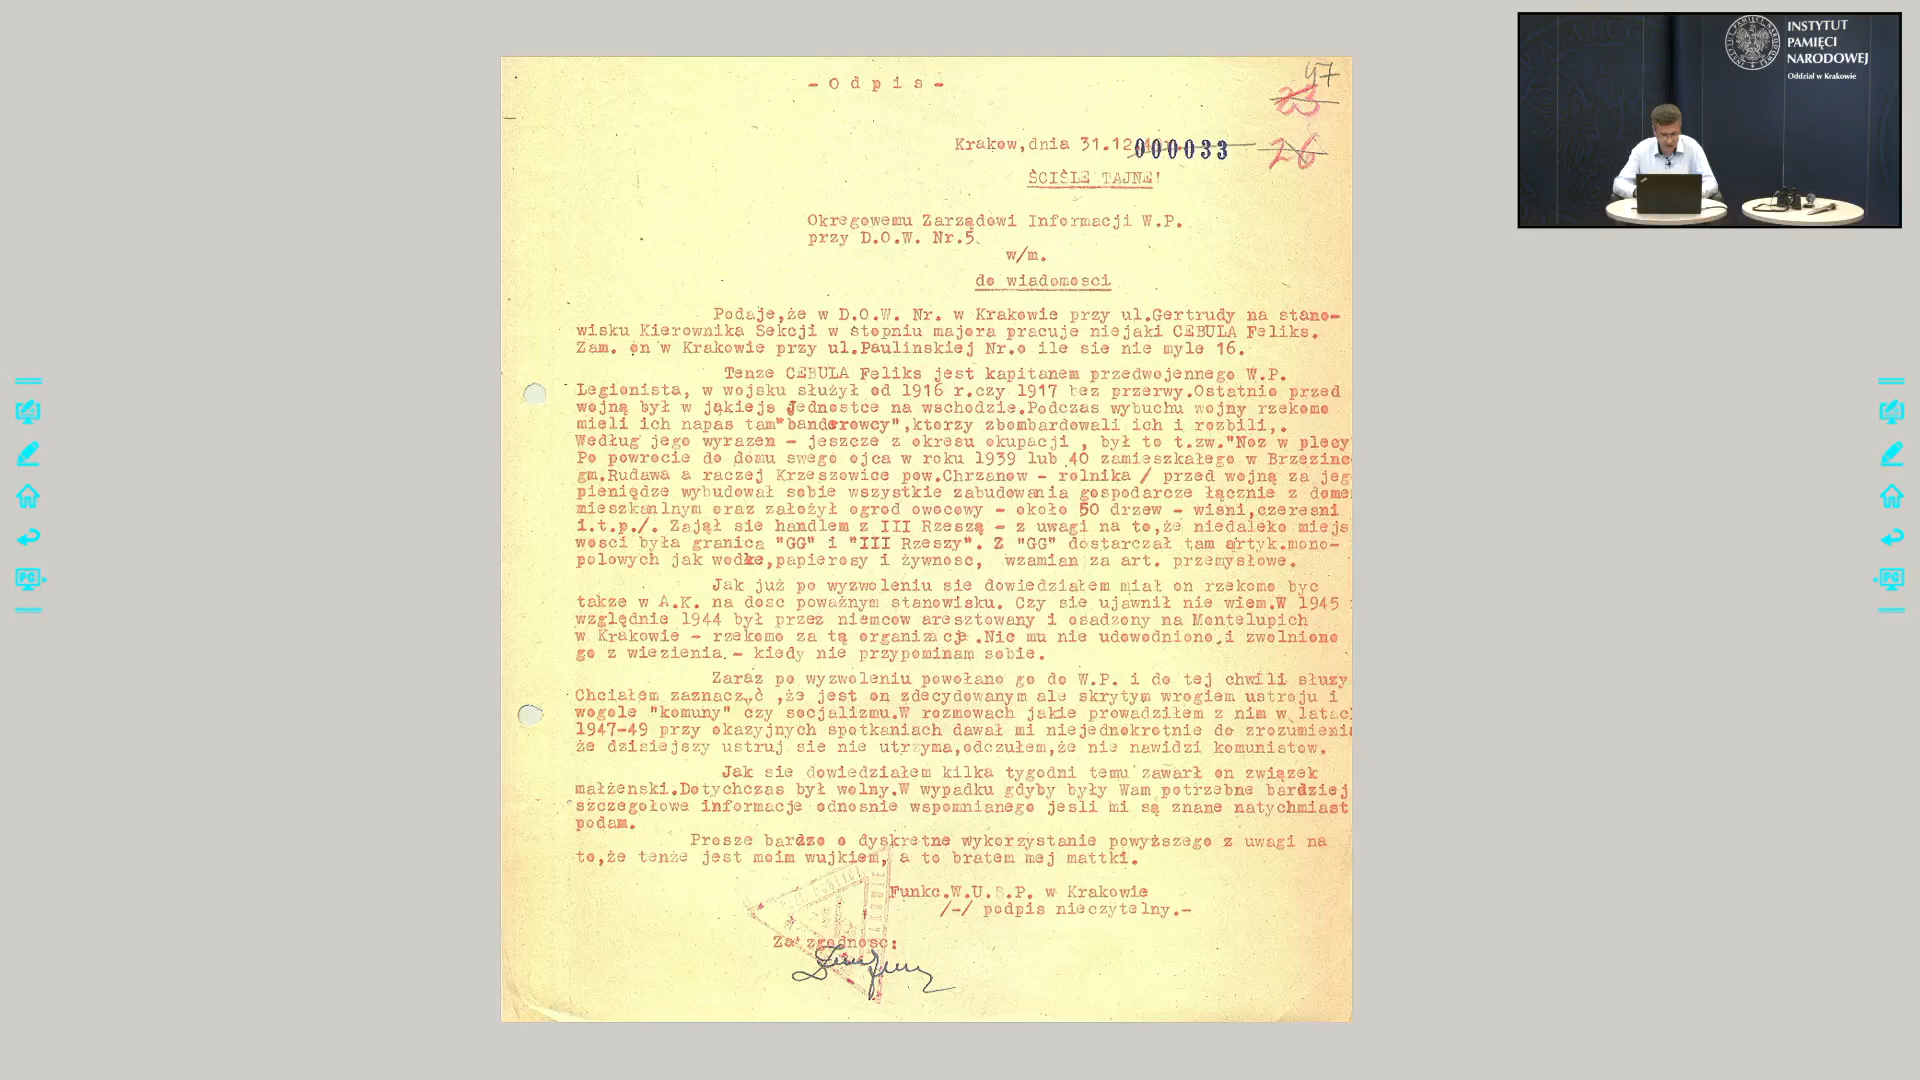 - O d p i s -
47
23
26
Krakow,dnia 31.12
000033
ŚCIŚLE TAJNE!
Okregowemu Zarządowi Informacji W.P.
przy D.O.W. Nr.5.
w/m.
do wiadomosci
Podaje,że w D.O.W. Nr. w Krakowie przy ul.Gertrudy na stano-
wisku Kierownika Sekcji w stopniu majora pracuje niejaki CEBULA Feliks.
Zam. on w Krakowie przy ul.Paulinskiej Nr.o ile sie nie myle 16.
Tenze CEBULA Feliks jest kapitanem przedwojennego W.P.
Legionista, w wojsku służył od 1916 r.czy 1917 bez przerwy.Ostatnio przed
wojną był w jakiejs Jednostce na wschodzie.Podczas wybuchu wojny rzekomo
mieli ich napas tam"banderowcy",ktorzy zbombardowali ich i rozbili,.
Według jego wyrazen - jeszcze z okresu okupacji , był to t.zw."Noz w plecy
Po powrocie do domu swego ojca w roku 1939 lub 40 zamieszkałego w Brzezinc
gm.Rudawa a raczej Krzeszowice pow.Chrzanow - rolnika / przed wojną za jeg
pieniądze wybudował sobie wszystkie zabudowania gospodarcze łącznie z dome
mieszkalnym oraz założył ogrod owocowy - około 50 drzew - wisni,czeresni
i.t.p./. Zajął sie handlem z III Rzeszą - z uwagi na to,że niedaleko miejs
wosci była granica "GG" i "III Rzeszy". Z "GG" dostarczał tam artyk.mono-
polowych jak wodke,papierosy i żywnosc, wzamian za art. przemysłowe.
Jak już po wyzwoleniu sie dowiedziałem miał on rzekomo byc
takze w A.K. na dosc poważnym stanowisku. Czy sie ujawnił nie wiem.W 1945
względnie 1944 był przez niemcow aresztowany i osadzony na Montelupich
w Krakowie - rzekomo za tą organizacje.Nic mu nie udowodniono,i zwolniono
go z wiezienia.- kiedy nie przypominam sobie.
Zaraz po wyzwoleniu powołano go do W.P. i do tej chwili służy
Chciałem zaznaczyć ,że jest on zdecydowanym ale skrytym wrogiem ustroju i
wogole "komuny" czy socjalizmu.W rozmowach jakie prowadziłem z nim w latac
1947-49 przy okazyjnych spotkaniach dawał mi niejednokrotnie do zrozumienia
że dzisiejszy ustruj sie nie utrzyma,odczułem,że nie nawidzi komunistow.
Jak sie dowiedziałem kilka tygodni temu zawarł on związek
małżenski.Dotychczas był wolny.W wypadku gdyby były Wam potrzebne bardziej
szczegołowe informacje odnosnie wspomnianego jesli mi są znane natychmiast
podam.
Prosze bardzo o dyskretne wykorzystanie powyższego z uwagi na
to,że tenże jest moim wujkiem, a to bratem mej mattki.
Funkc.W.U.B.P. w Krakowie
/-/ podpis nieczytelny.-
Za zgodnosc:
INSTYTUT
PAMIĘCI
NARODOWEJ
Oddział w Krakowie
PC
PC